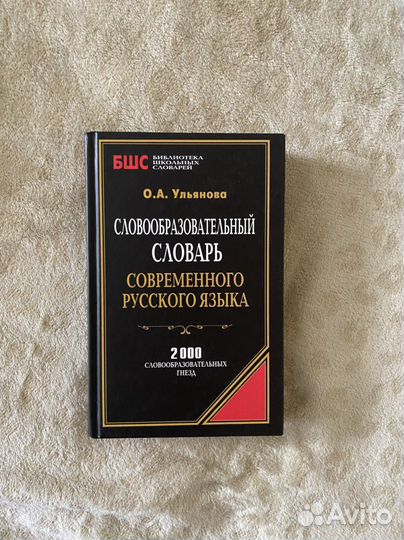 БШС БИБЛИОТЕКА
ШКОЛЬНЫХ
СЛОВАРЕЙ
О.А. Ульянова
СЛОВООБРАЗОВАТЕЛЬНЫЙ
СЛОВАРЬ
СОВРЕМЕННОГО
РУССКОГО ЯЗЫКА
2 000
СЛОВООБРАЗОВАТЕЛЬНЫХ
ГНЕЗД
Avito